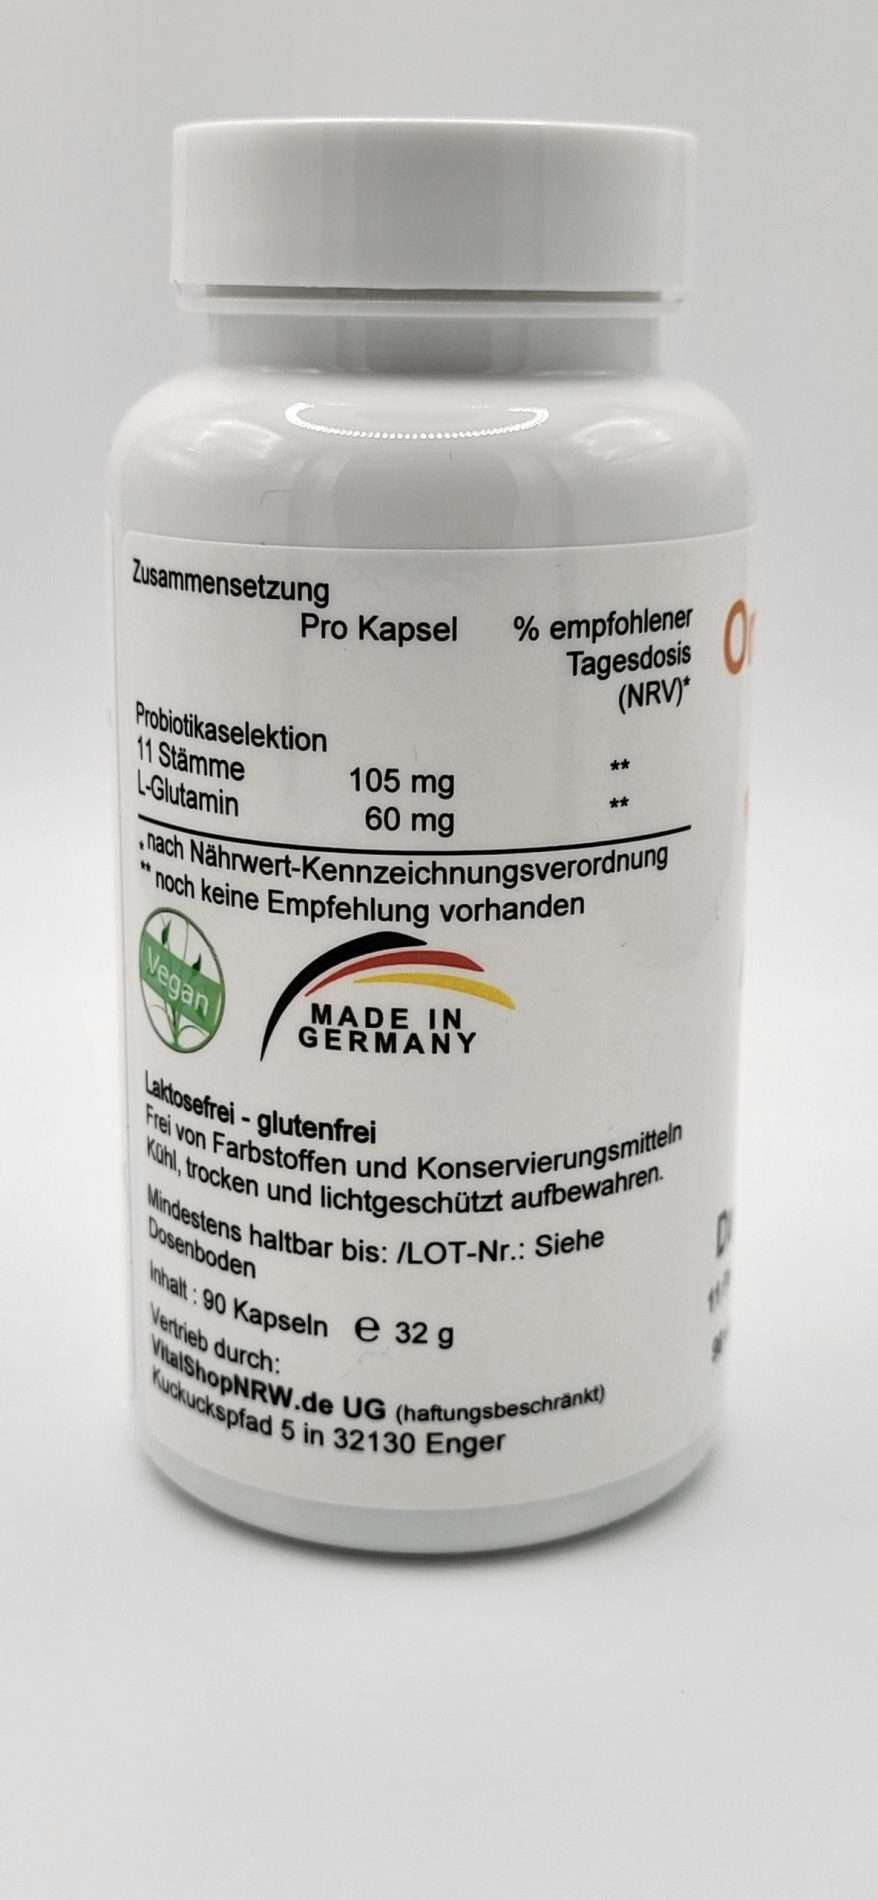 Zusammensetzung
Pro Kapsel % empfohlener
Tagesdosis
(NRV)*
Probiotikaselektion
11 Stämme 105 mg **
L-Glutamin 60 mg **
*nach Nährwert-Kennzeichnungsverordnung
** noch keine Empfehlung vorhanden
Vegan
MADE IN
GERMANY
Laktosefrei - glutenfrei
Frei von Farbstoffen und Konservierungsmitteln
Kühl, trocken und lichtgeschützt aufbewahren.
Mindestens haltbar bis: /LOT-Nr.: Siehe
Dosenboden
Inhalt : 90 Kapseln ℮ 32 g
Vertrieb durch:
VitalShopNRW.de UG (haftungsbeschränkt)
Kuckuckspfad 5 in 32130 Enger